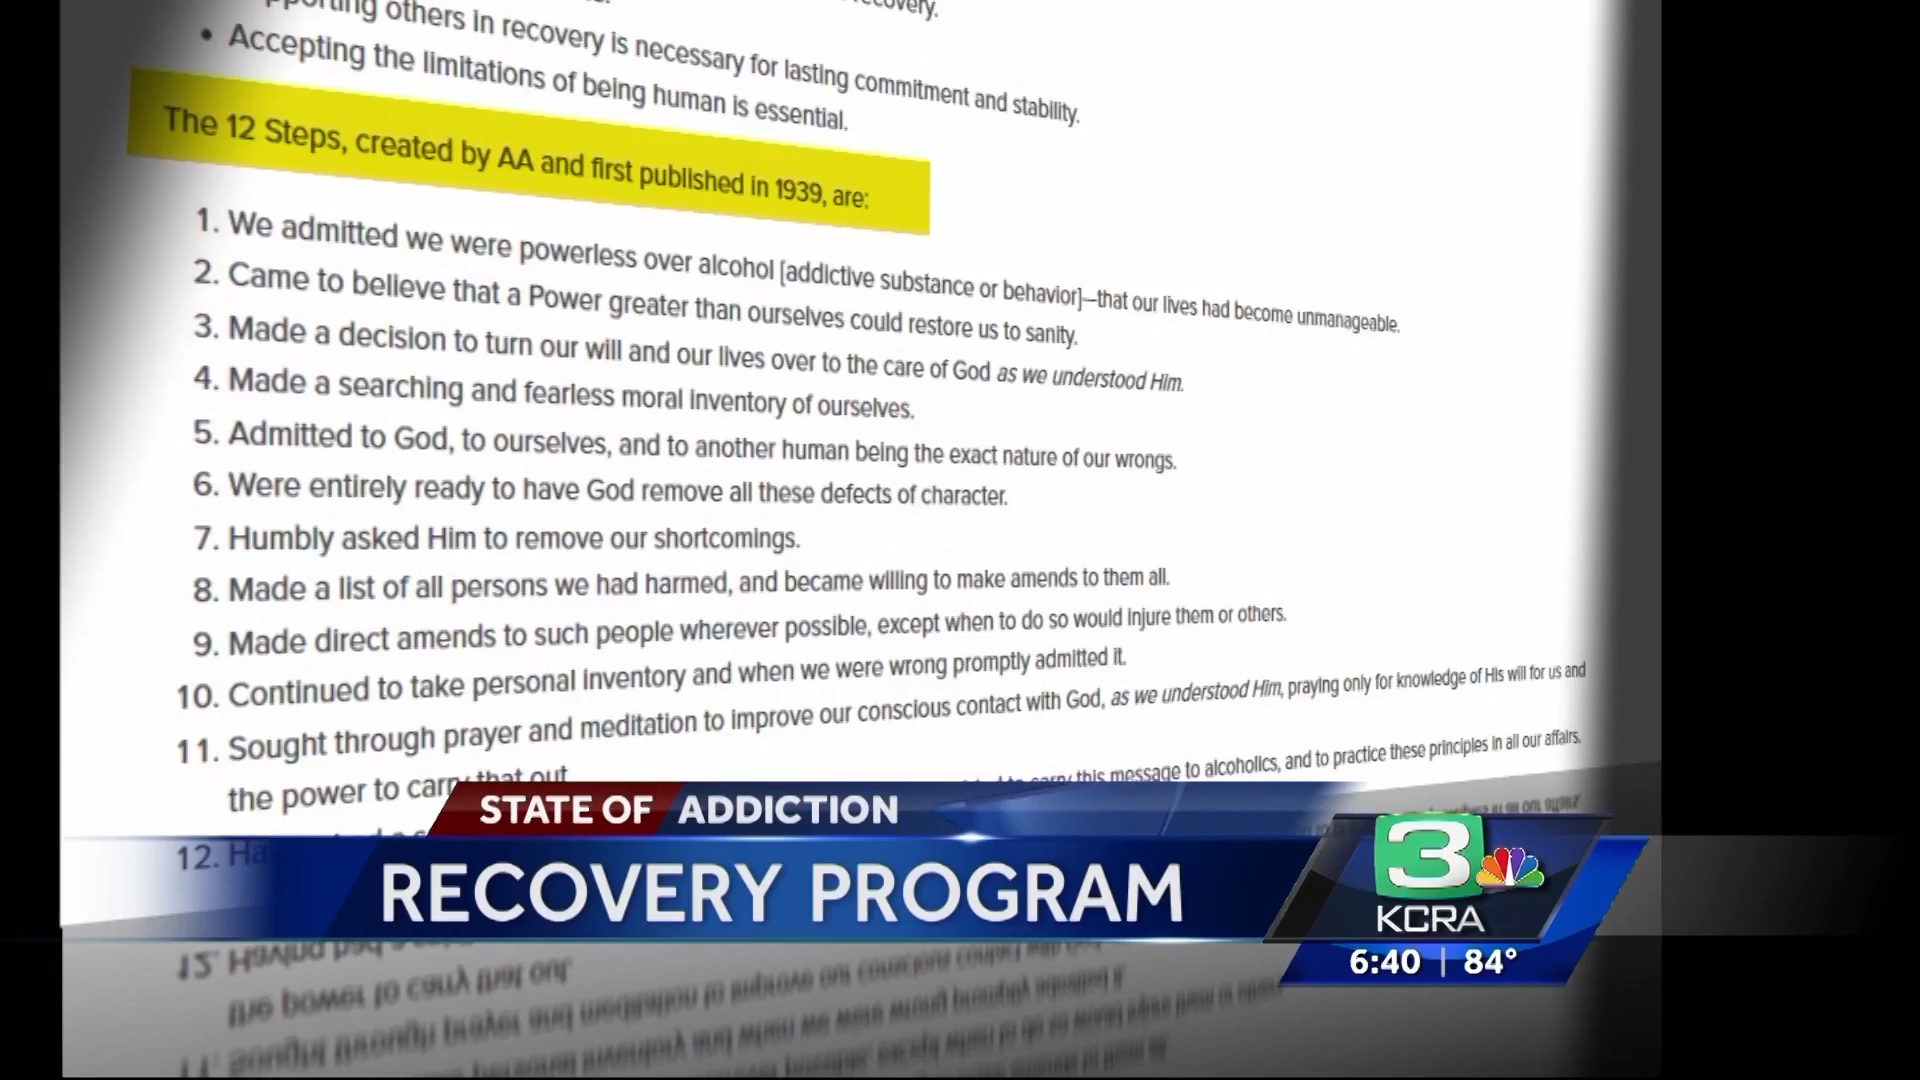 others in recovery is necessary for lasting commitment and stability.
• Accepting the limitations of being human is essential.
The 12 Steps, created by AA and first published in 1939, are:
1. We admitted we were powerless over alcohol [addictive substance or behavior]—that our lives had become unmanageable.
2. Came to believe that a Power greater than ourselves could restore us to sanity.
3. Made a decision to turn our will and our lives over to the care of God as we understood Him.
4. Made a searching and fearless moral inventory of ourselves.
5. Admitted to God, to ourselves, and to another human being the exact nature of our wrongs.
6. Were entirely ready to have God remove all these defects of character.
7. Humbly asked Him to remove our shortcomings.
8. Made a list of all persons we had harmed, and became willing to make amends to them all.
9. Made direct amends to such people wherever possible, except when to do so would injure them or others.
10. Continued to take personal inventory and when we were wrong promptly admitted it.
11. Sought through prayer and meditation to improve our conscious contact with God, as we understood Him, praying only for knowledge of His will for us and
the power to carry that out
12. this message to alcoholics, and to practice these principles in all our affairs.
STATE OF ADDICTION
RECOVERY PROGRAM
3
KCRA
6:40 | 84°